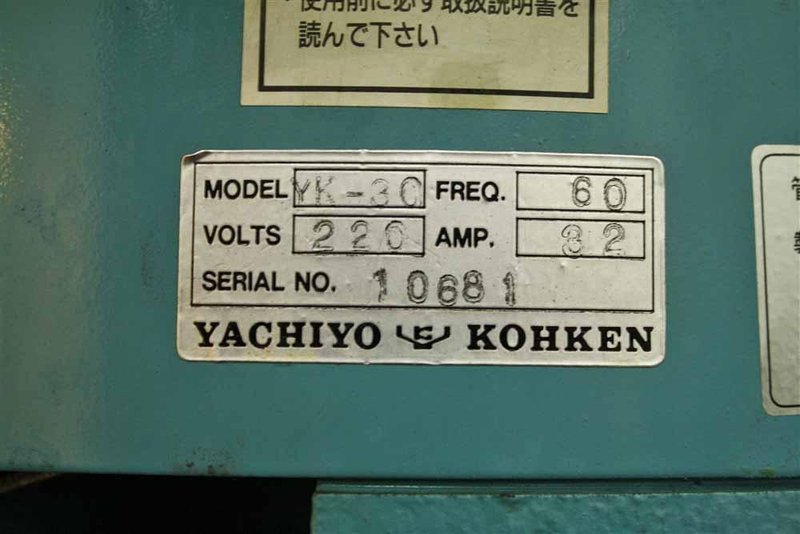 ・使用前に必ず取扱説明書を
読んで下さい
MODEL YK-30 FREQ. 60
VOLTS 220 AMP. 32
SERIAL NO. 10681
YACHIYO KOHKEN